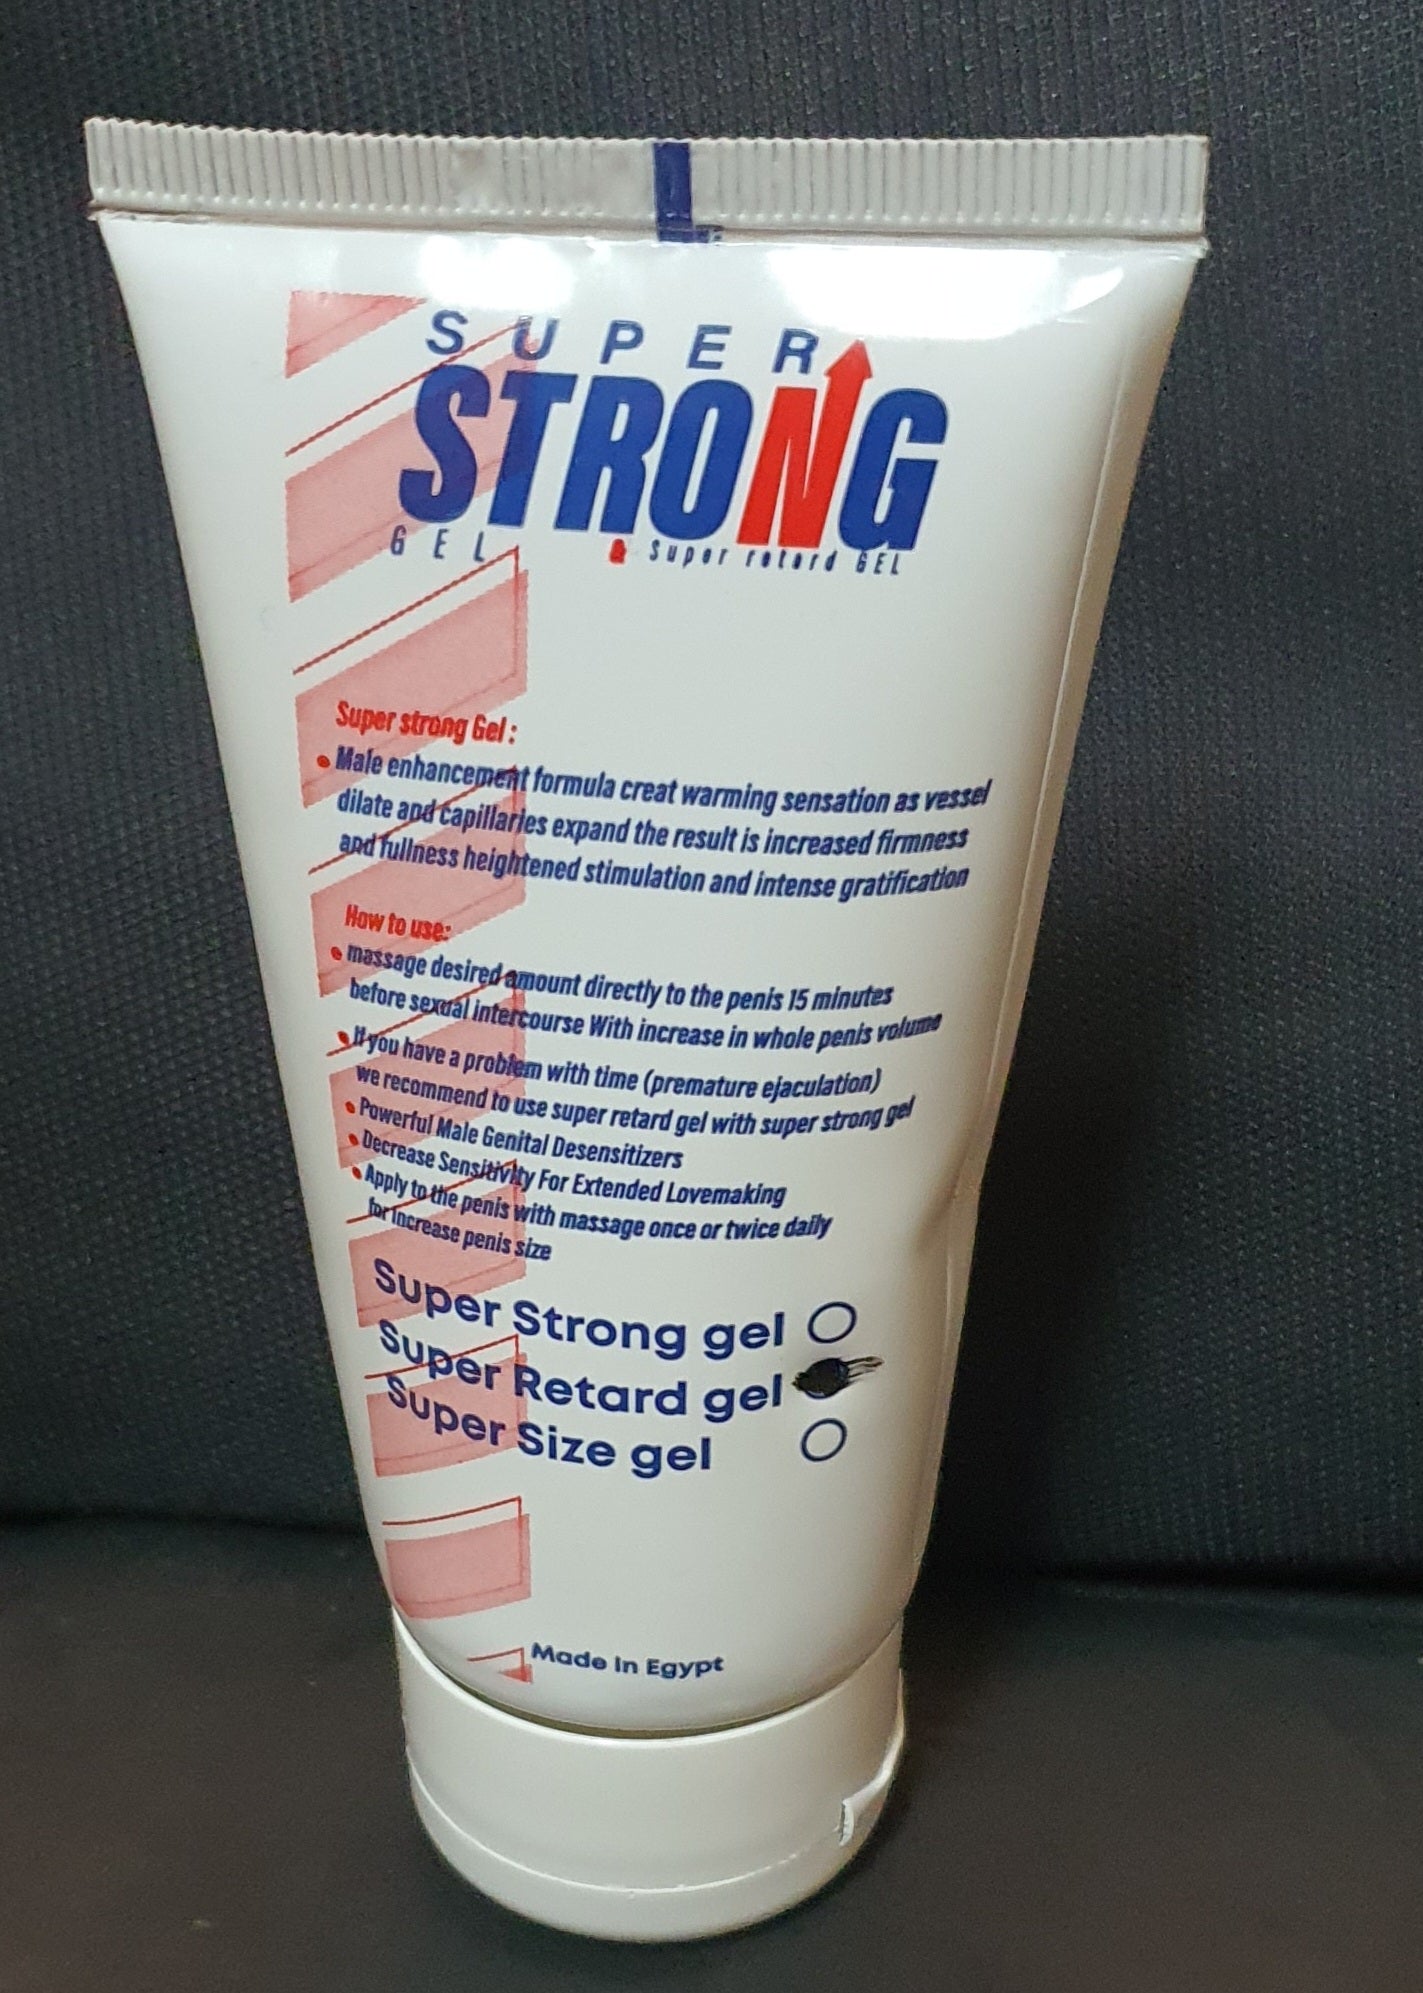 SUPER
STRONG
GEL & Super retard GEL
Super strong Gel :
• Male enhancement formula creat warming sensation as vessel
dilate and capillaries expand the result is increased firmness
and fullness heightened stimulation and intense gratification
How to use:
• massage desired amount directly to the penis 15 minutes
before sexual intercourse With increase in whole penis volume
• If you have a problem with time (premature ejaculation)
we recommend to use super retard gel with super strong gel
• Powerful Male Genital Desensitizers
• Decrease Sensitivity For Extended Lovemaking
• Apply to the penis with massage once or twice daily
for increase penis size
Super Strong gel
Super Retard gel
Super Size gel
Made In Egypt